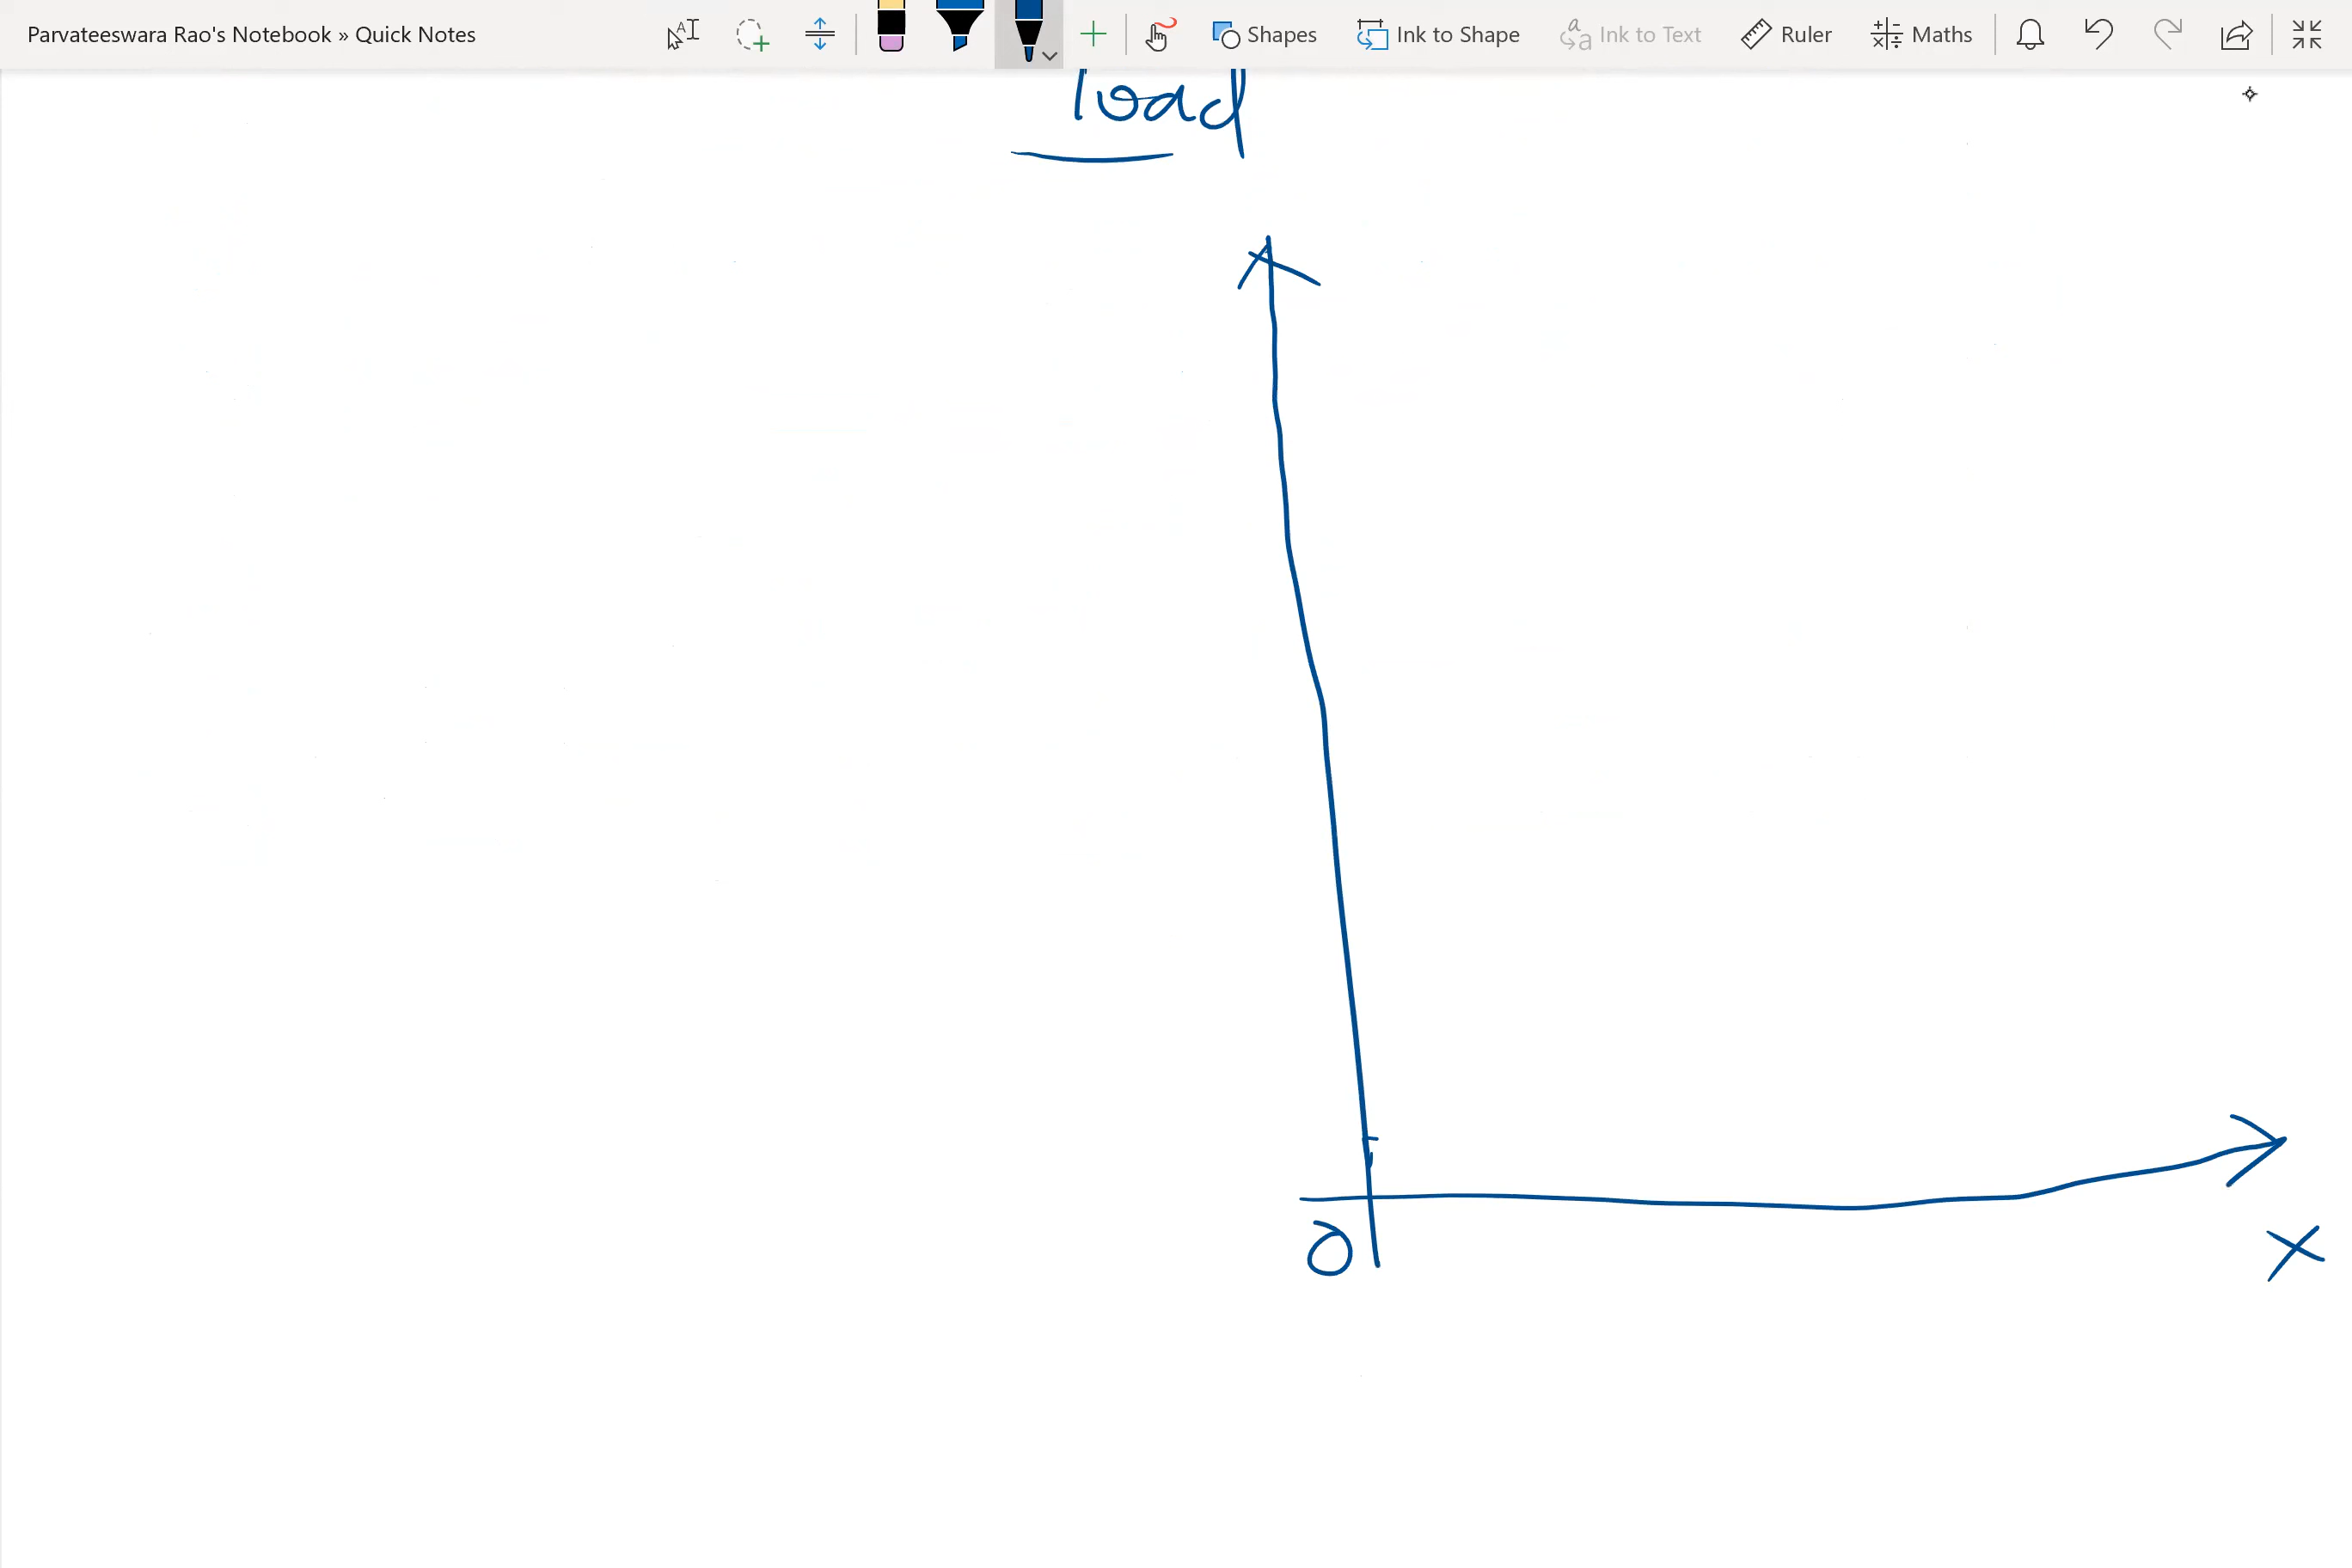 Parvateeswara Rao's Notebook » Quick Notes
Shapes
Ink to Shape
Ink to Text
Ruler
Maths
load
O
X